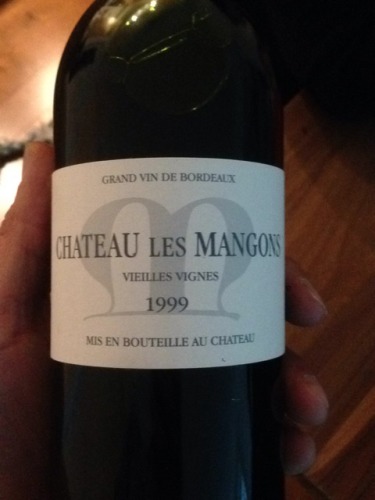 GRAND VIN DE BORDEAUX
CHATEAU LES MANGONS
VIEILLES VIGNES
1999
MIS EN BOUTEILLE AU CHATEAU